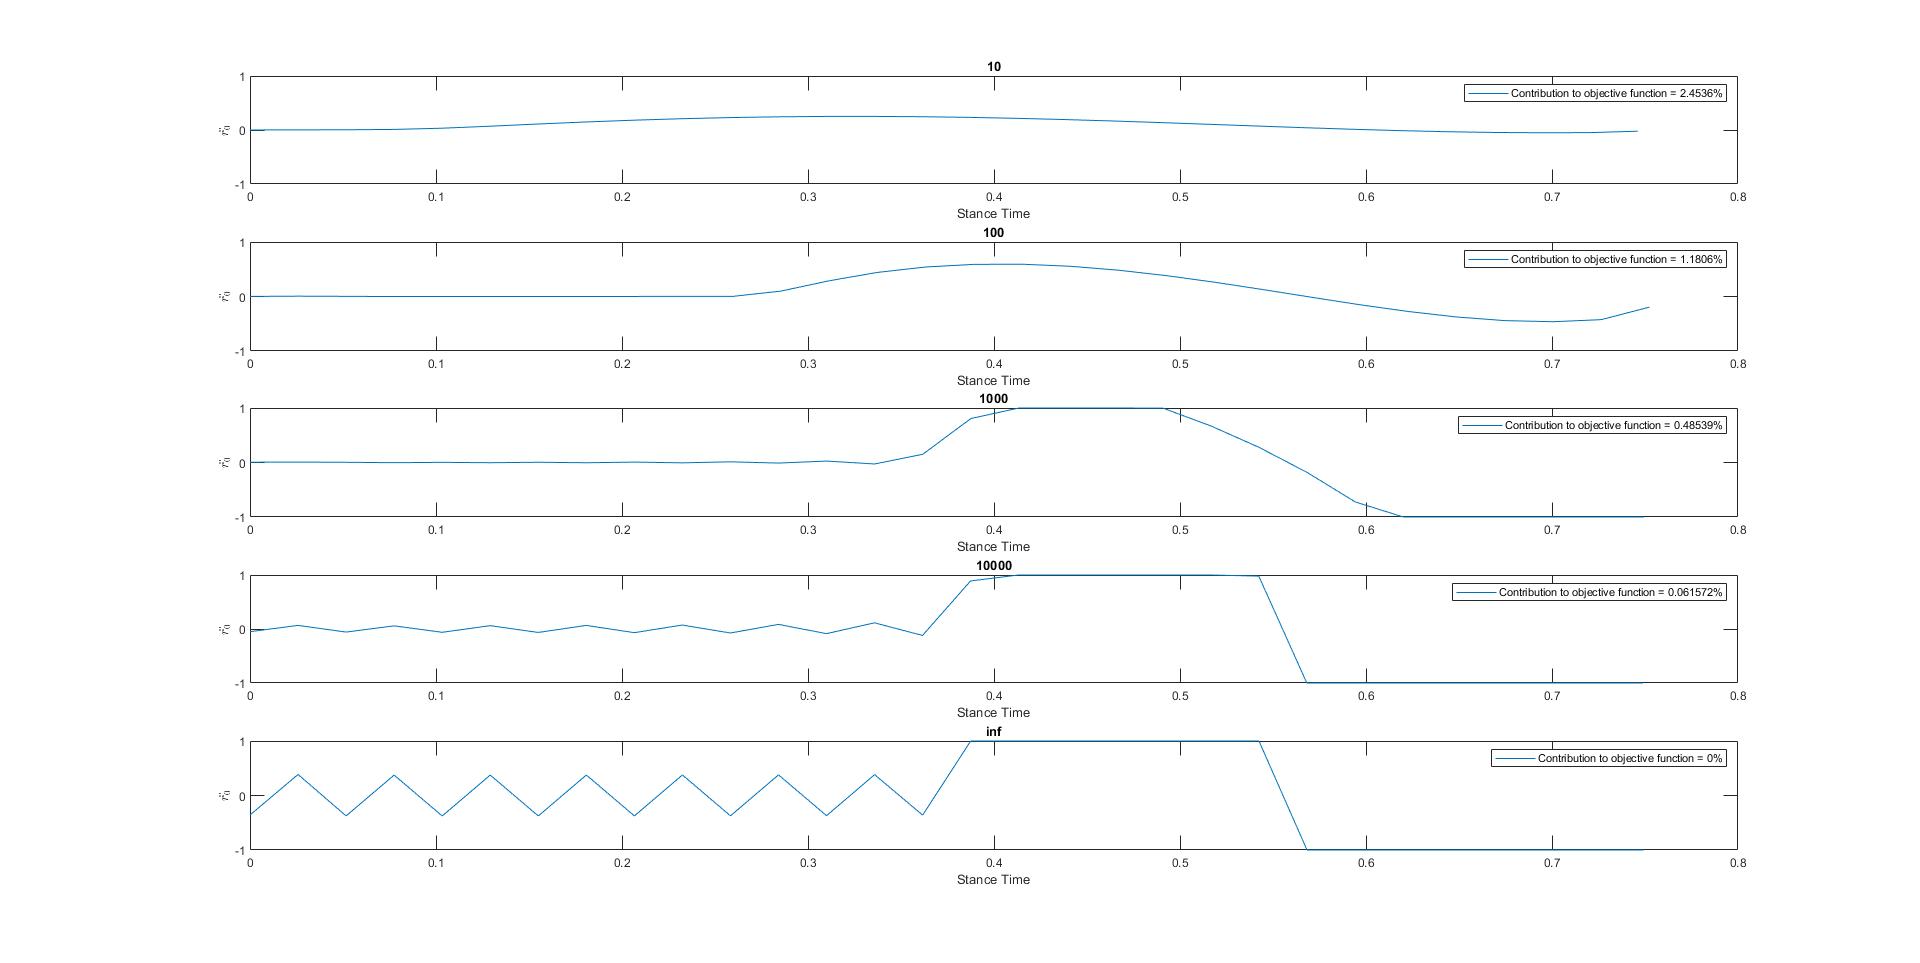 10
1
0
-1
r̈₀
Contribution to objective function = 2.4536%
0 0.1 0.2 0.3 0.4 0.5 0.6 0.7 0.8
Stance Time
100
1
0
-1
r̈₀
Contribution to objective function = 1.1806%
0 0.1 0.2 0.3 0.4 0.5 0.6 0.7 0.8
Stance Time
1000
1
0
-1
r̈₀
Contribution to objective function = 0.48539%
0 0.1 0.2 0.3 0.4 0.5 0.6 0.7 0.8
Stance Time
10000
1
0
-1
r̈₀
Contribution to objective function = 0.061572%
0 0.1 0.2 0.3 0.4 0.5 0.6 0.7 0.8
Stance Time
inf
1
0
-1
r̈₀
Contribution to objective function = 0%
0 0.1 0.2 0.3 0.4 0.5 0.6 0.7 0.8
Stance Time